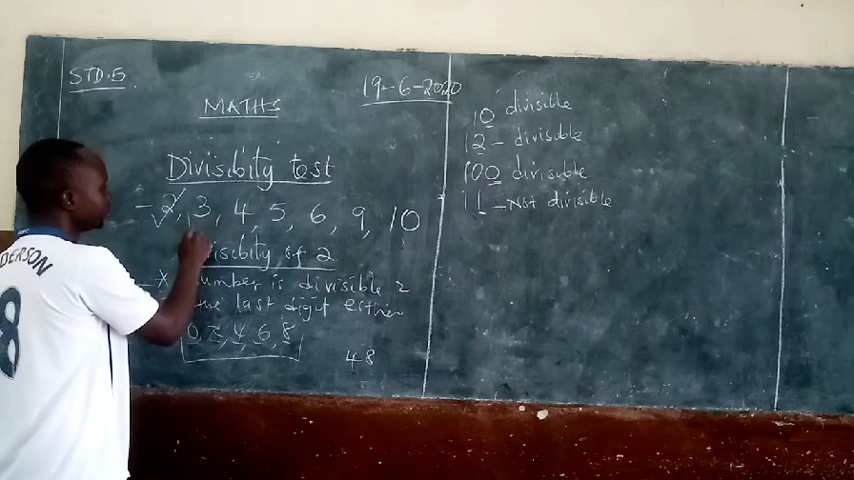 STD.5
19-6-2020
MATHS
Divisibity test
- 2, 3, 4, 5, 6, 9, 10
Divisibity of 2
number is divisible 2
the last digit either
0, 2, 4, 6, 8
48
10 divisible
12 - divisible
100 divisible
11 - Not divisible
DERSON
8